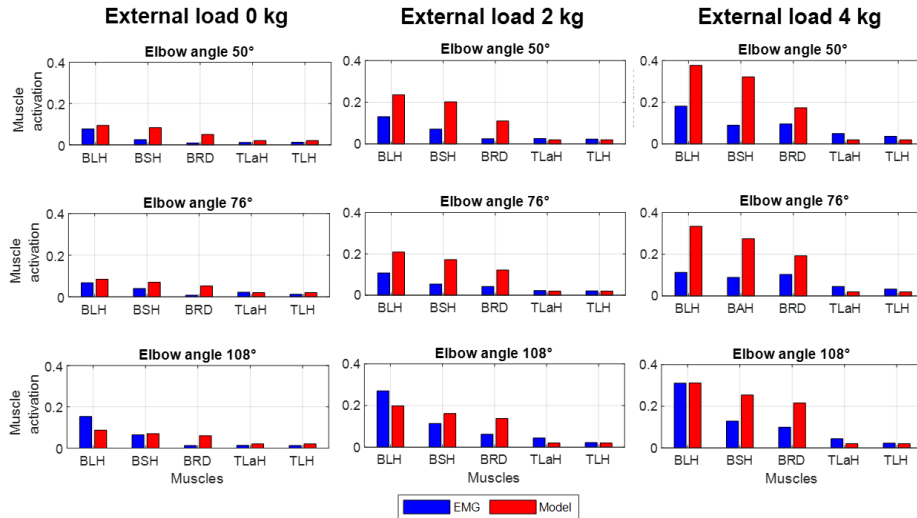 External load 0 kg
External load 2 kg
External load 4 kg
Elbow angle 50°
Elbow angle 50°
Elbow angle 50°
Muscle
activation
0.4
0.2
0
BLH BSH BRD TLaH TLH
0.4
0.2
0
BLH BSH BRD TLaH TLH
0.4
0.2
0
BLH BSH BRD TLaH TLH
Elbow angle 76°
Elbow angle 76°
Elbow angle 76°
Muscle
activation
0.4
0.2
0
BLH BSH BRD TLaH TLH
0.4
0.2
0
BLH BSH BRD TLaH TLH
0.4
0.2
0
BLH BAH BRD TLaH TLH
Elbow angle 108°
Elbow angle 108°
Elbow angle 108°
Muscle
activation
0.4
0.2
0
BLH BSH BRD TLaH TLH
Muscles
0.4
0.2
0
BLH BSH BRD TLaH TLH
Muscles
0.4
0.2
0
BLH BSH BRD TLaH TLH
Muscles
EMG Model